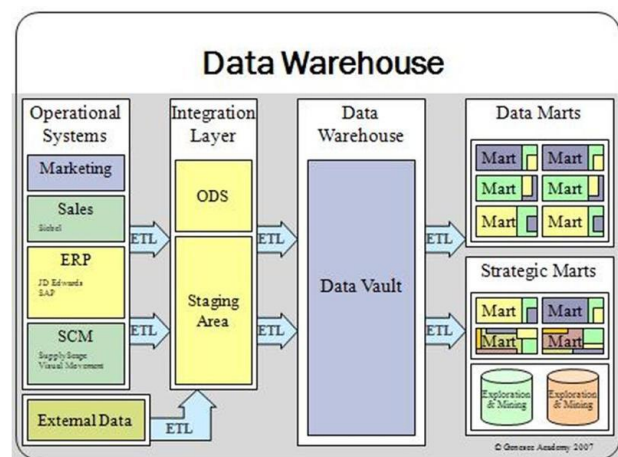 Data Warehouse
Operational
Systems
Marketing
Sales
Siebel
ERP
JD Edwards
SAP
SCM
SupplyScape
Visual Movement
External Data
ETL
ETL
ETL
Integration
Layer
ODS
Staging
Area
ETL
ETL
Data
Warehouse
Data Vault
ETL
ETL
Data Marts
Mart
Mart
Mart
Mart
Mart
Mart
Strategic Marts
Mart
Mart
Mart
Mart
Exploration
& Mining
Exploration
& Mining
© Genesee Academy 2007